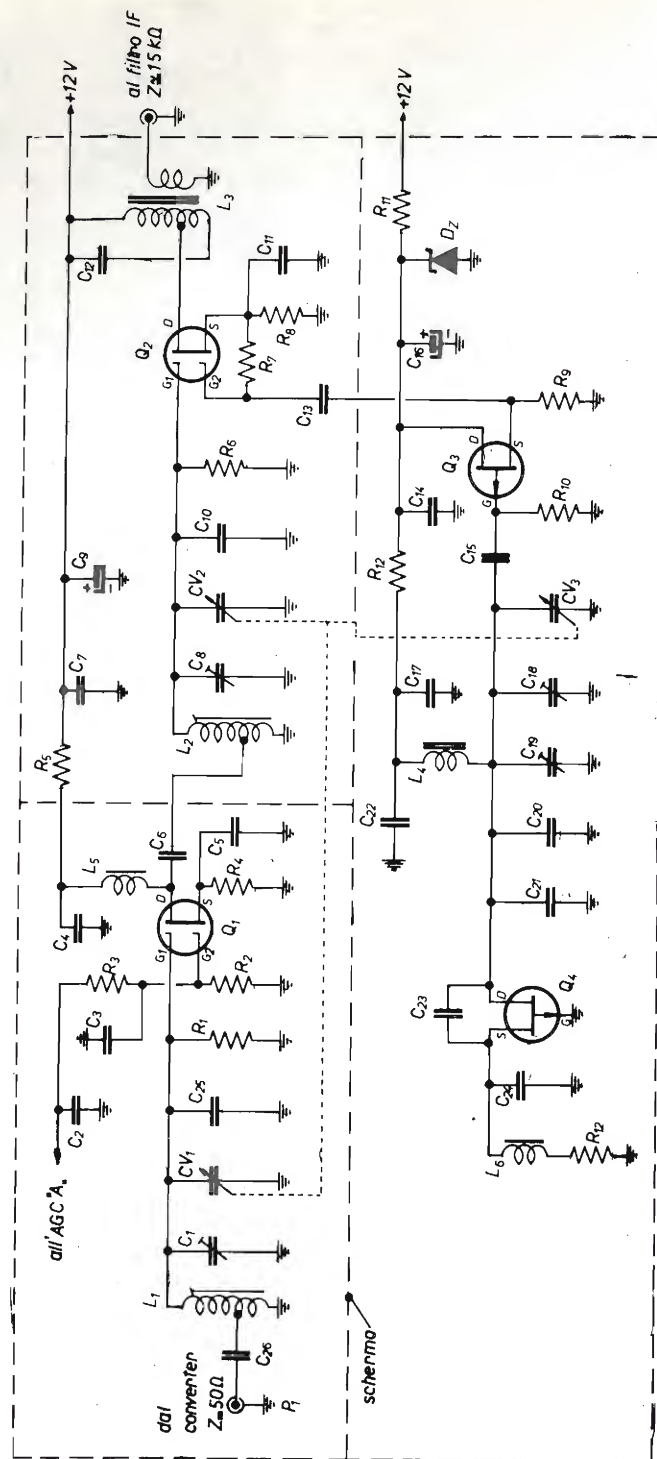 +12V
al filtro IF
Z≃15kΩ
C12
L3
Q2
G1
G2
D
S
C11
R8
R7
C13
R6
C10
CV2
C8
L2
C9
+
-
C7
R5
L5
C4
C6
C5
R4
D
S
Q1
G1
G2
R3
C3
R2
R1
C2
C25
all'AGC "A"
CV1
C1
L1
C26
dal
converter
Z=50Ω
P1
schermo
+12V
R11
DZ
C16
+
-
R9
D
S
Q3
G
C14
R10
C15
R12
CV3
C17
C18
L4
C19
C22
C20
C21
C23
D
Q4
S
G
C24
L6
R12